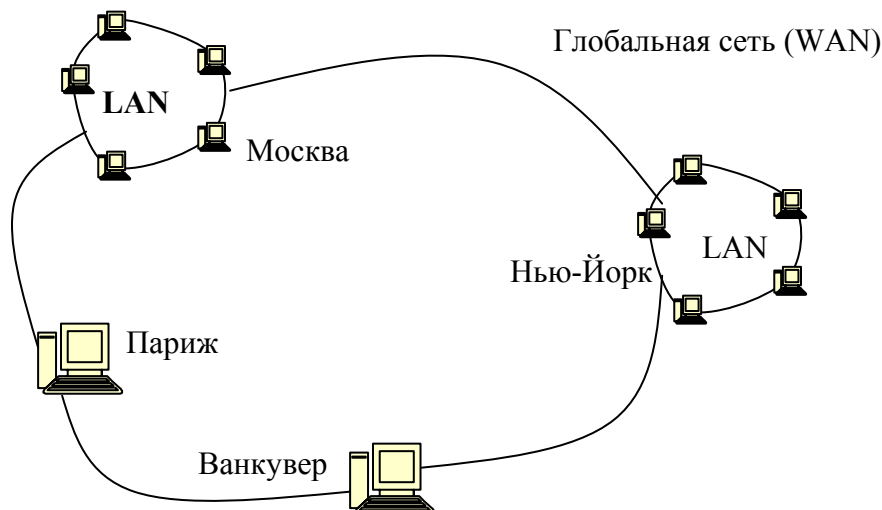 Глобальная сеть (WAN)
LAN
Москва
LAN
Нью-Йорк
Париж
Ванкувер